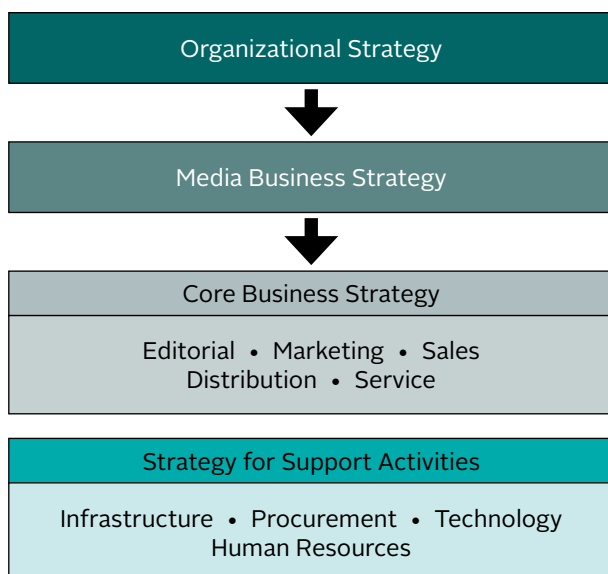 Organizational Strategy
Media Business Strategy
Core Business Strategy
Editorial • Marketing • Sales
Distribution • Service
Strategy for Support Activities
Infrastructure • Procurement • Technology
Human Resources